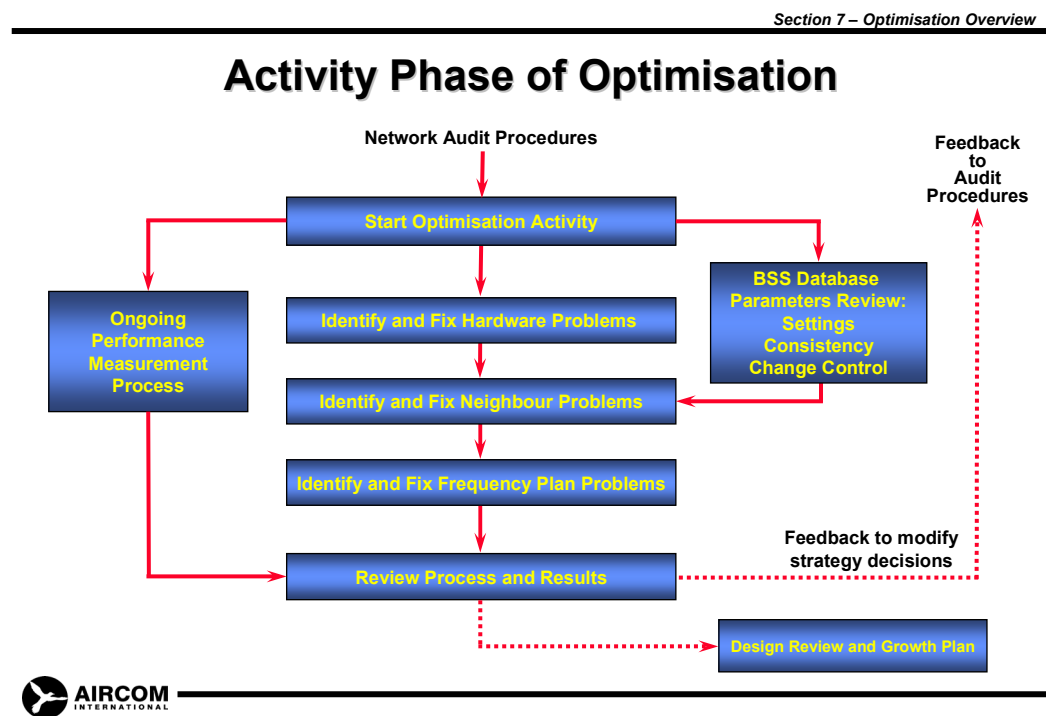 Section 7 – Optimisation Overview
Activity Phase of Optimisation
Network Audit Procedures
Feedback
to
Audit
Procedures
Start Optimisation Activity
BSS Database
Parameters Review:
Settings
Consistency
Change Control
Ongoing
Performance
Measurement
Process
Identify and Fix Hardware Problems
Identify and Fix Neighbour Problems
Identify and Fix Frequency Plan Problems
Feedback to modify
strategy decisions
Review Process and Results
Design Review and Growth Plan
AIRCOM
INTERNATIONAL